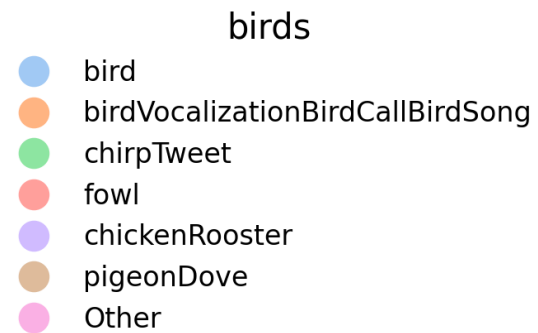 birds
bird
birdVocalizationBirdCallBirdSong
chirpTweet
fowl
chickenRooster
pigeonDove
Other